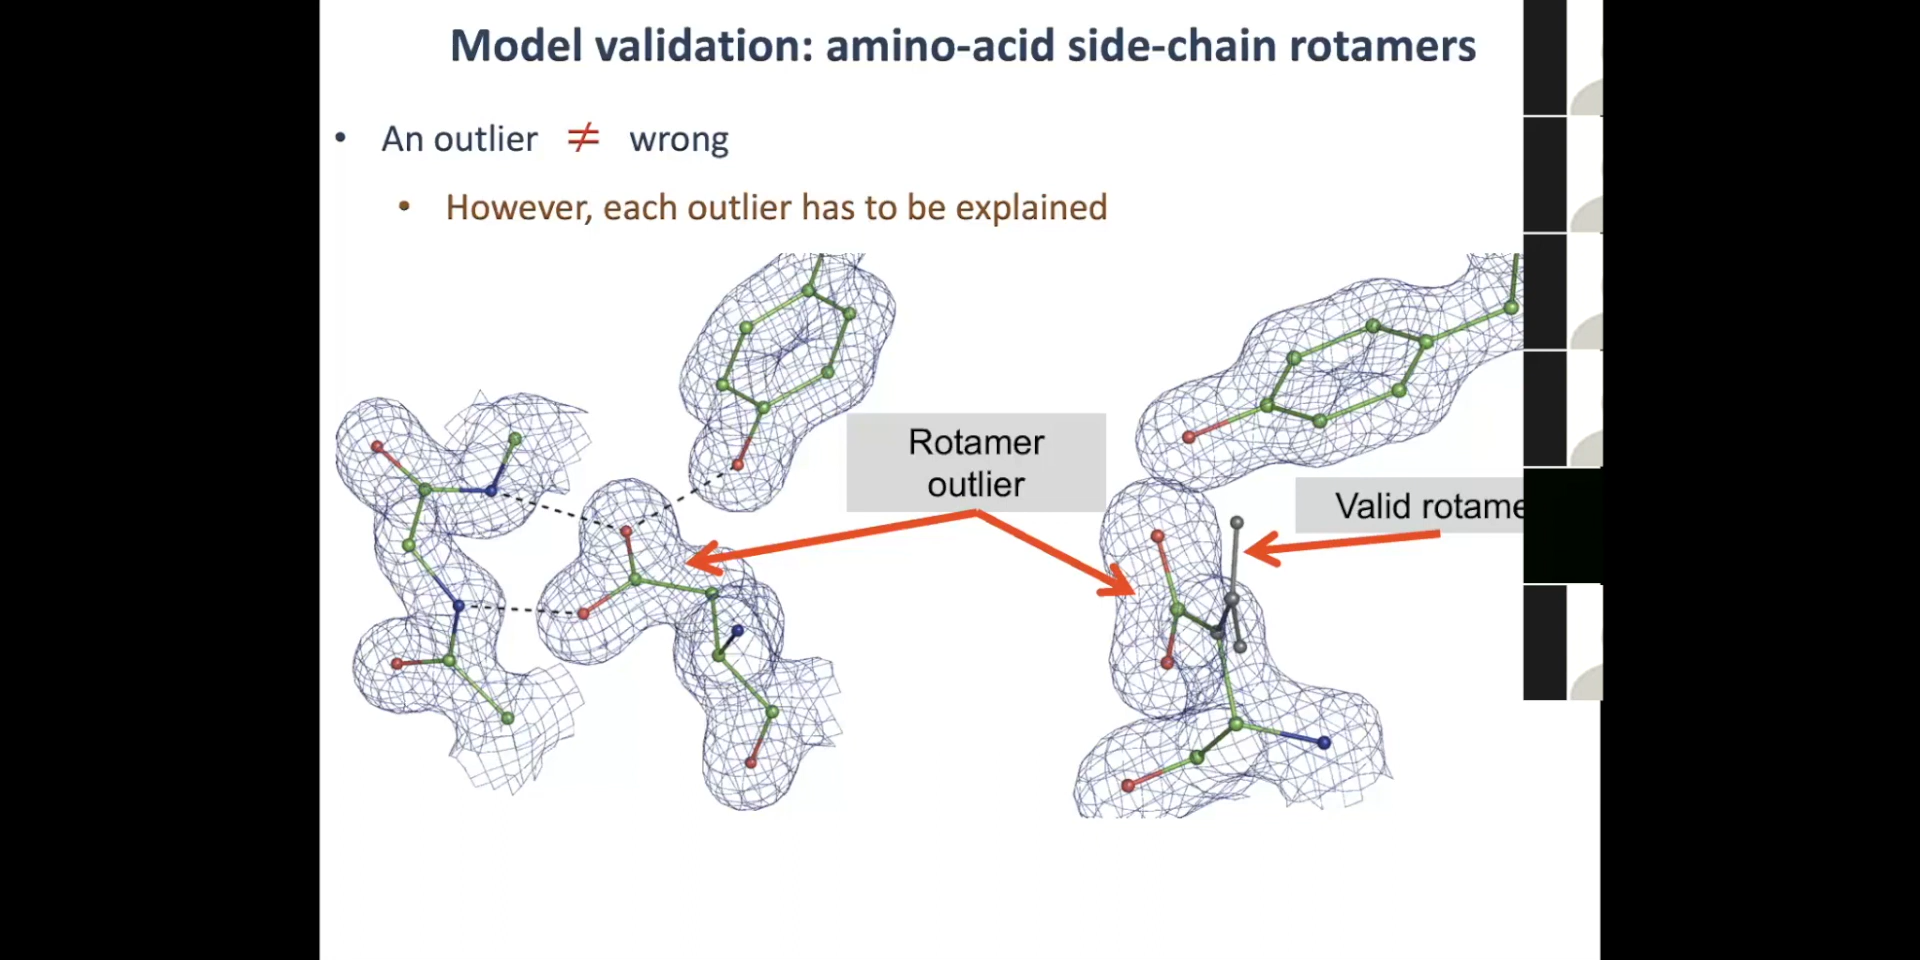 Model validation: amino-acid side-chain rotamers
• An outlier ≠ wrong
• However, each outlier has to be explained
Rotamer
outlier
Valid rotame